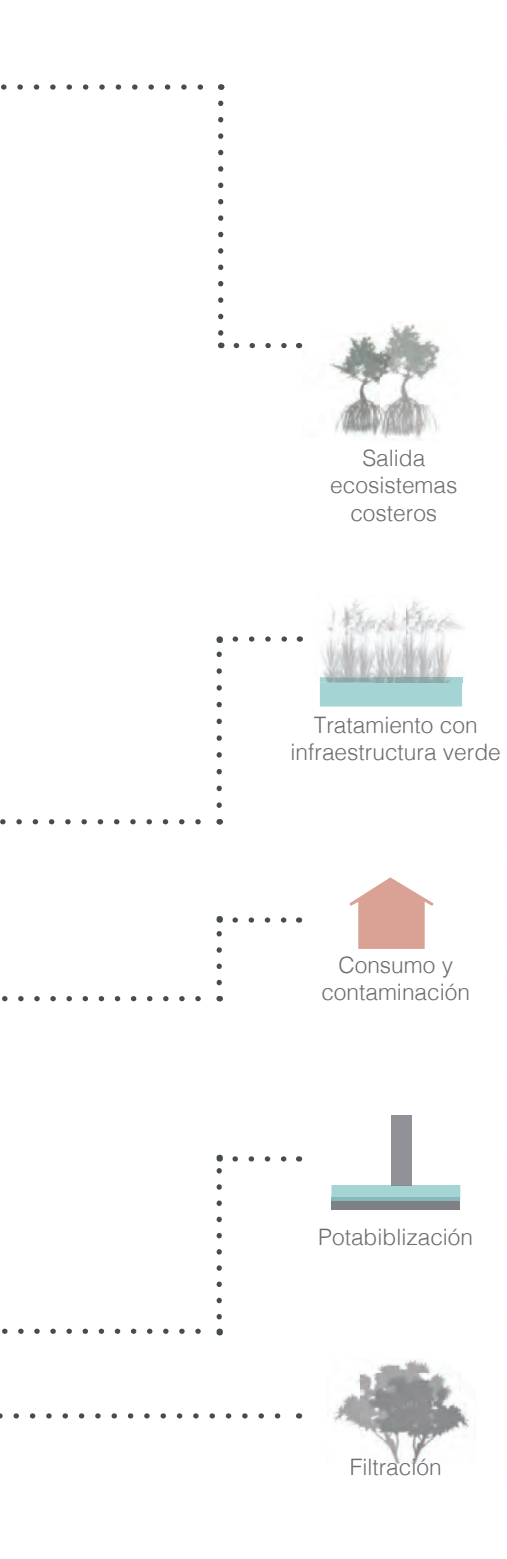 Salida
ecosistemas
costeros
Tratamiento con
infraestructura verde
Consumo y
contaminación
Potabiblización
Filtración